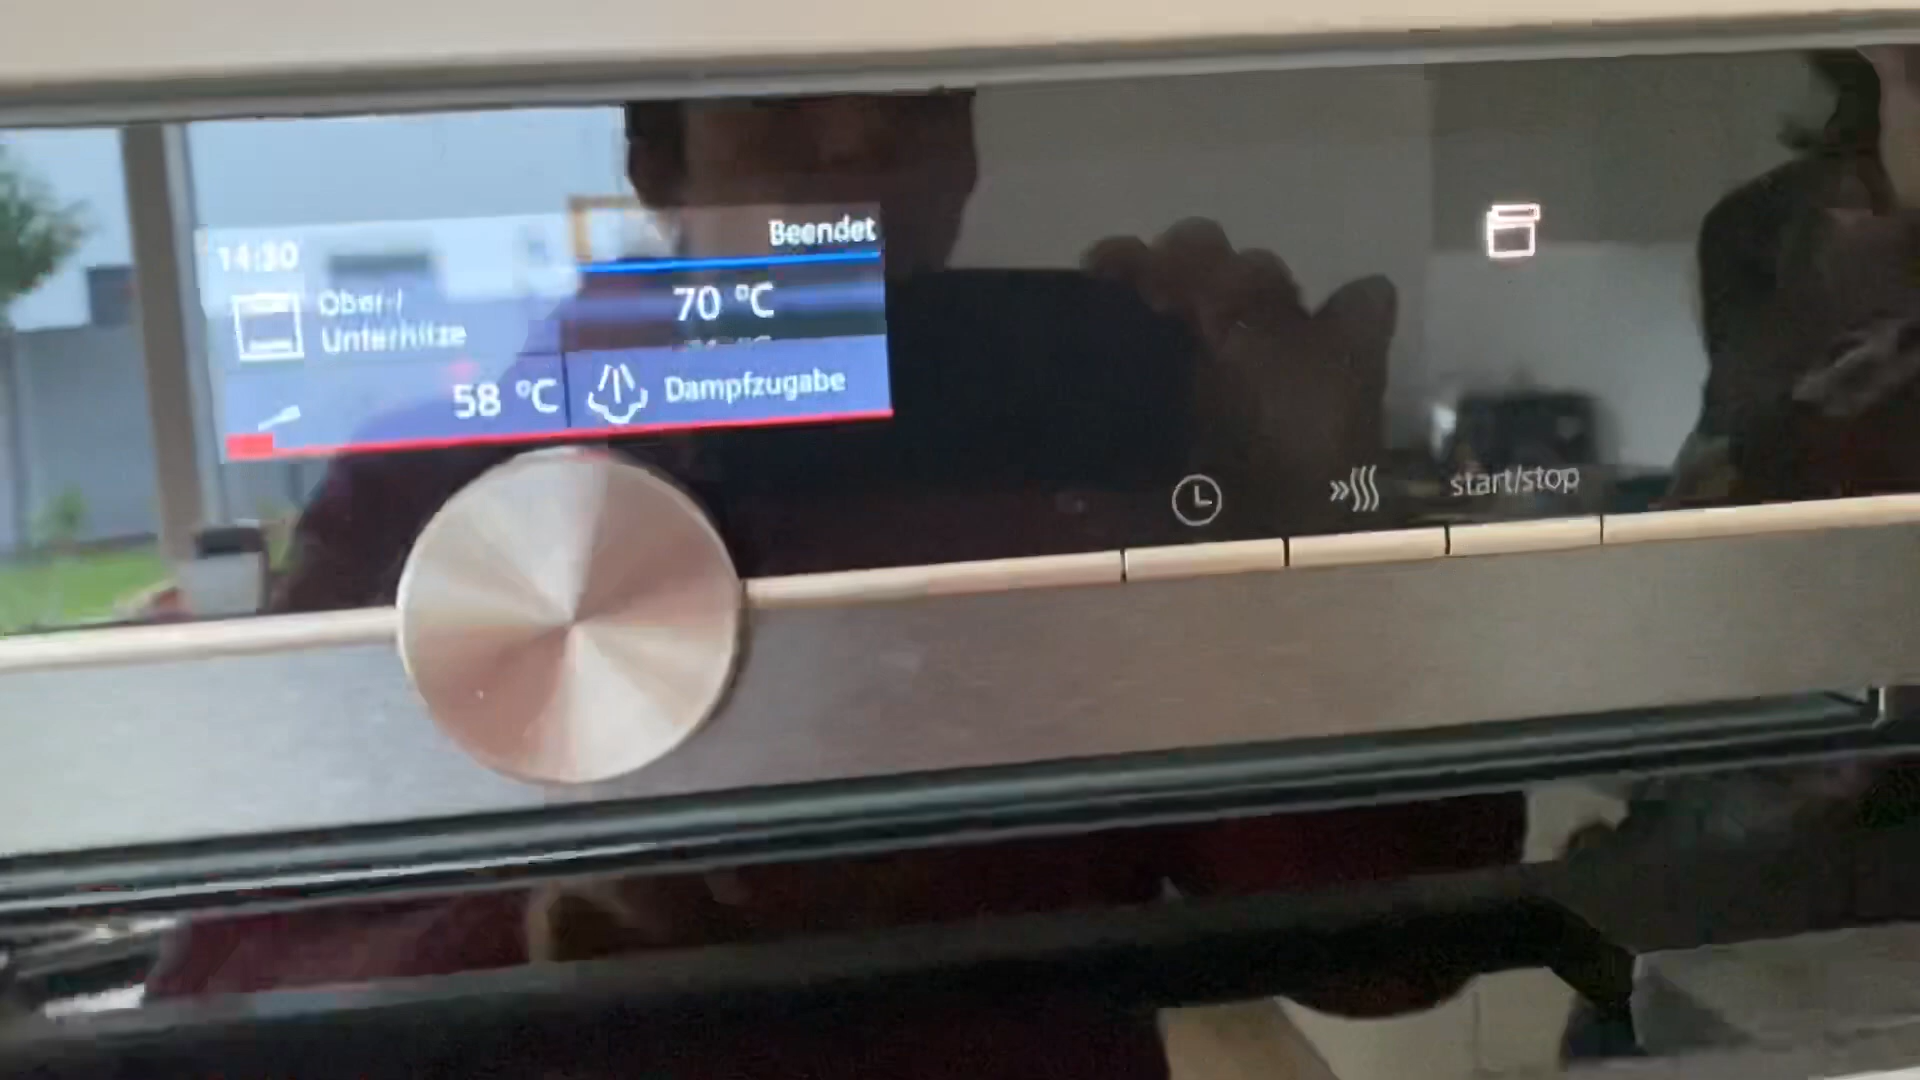 Beendet
14:30
70 °C
Ober-/
Unterhitze
58 °C
Dampfzugabe
start/stop